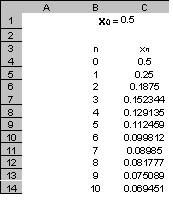 A B C
1 x0 = 0.5
2
3 n xn
4 0 0.5
5 1 0.25
6 2 0.1875
7 3 0.152344
8 4 0.129135
9 5 0.112459
10 6 0.099812
11 7 0.08985
12 8 0.081777
13 9 0.075089
14 10 0.069451